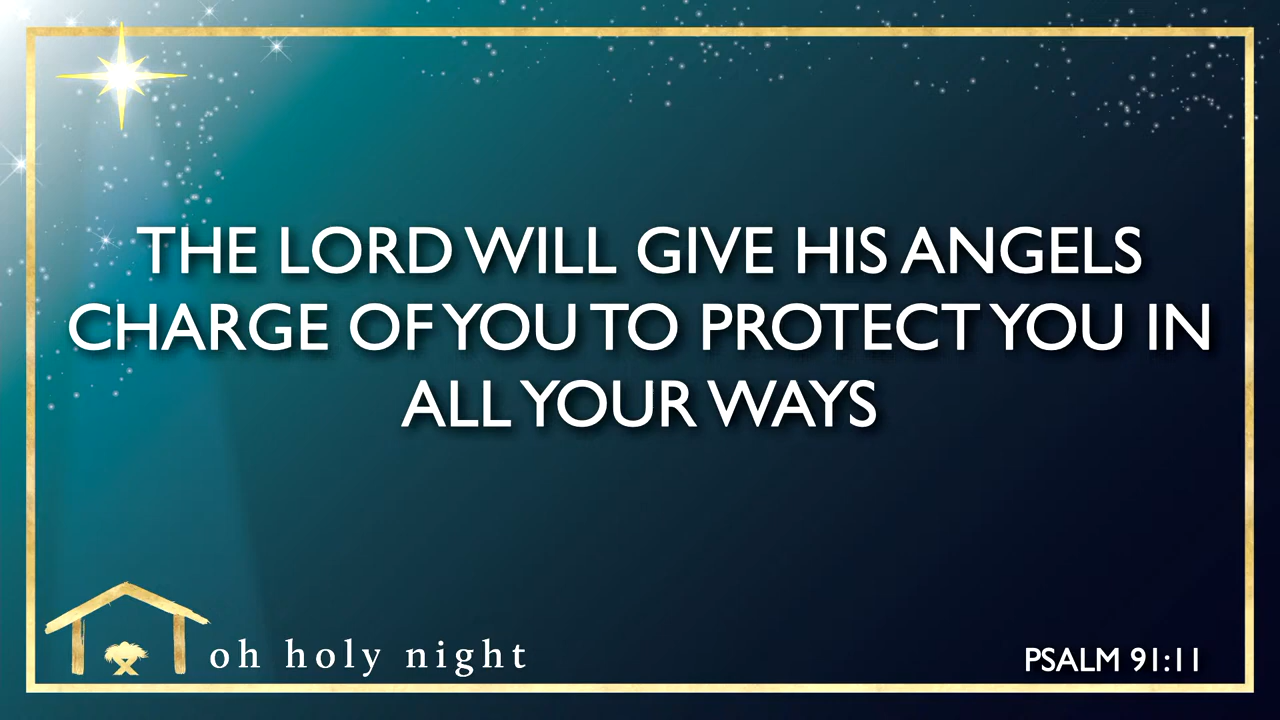 THE LORD WILL GIVE HIS ANGELS
CHARGE OF YOU TO PROTECT YOU IN
ALL YOUR WAYS
oh holy night
PSALM 91:11